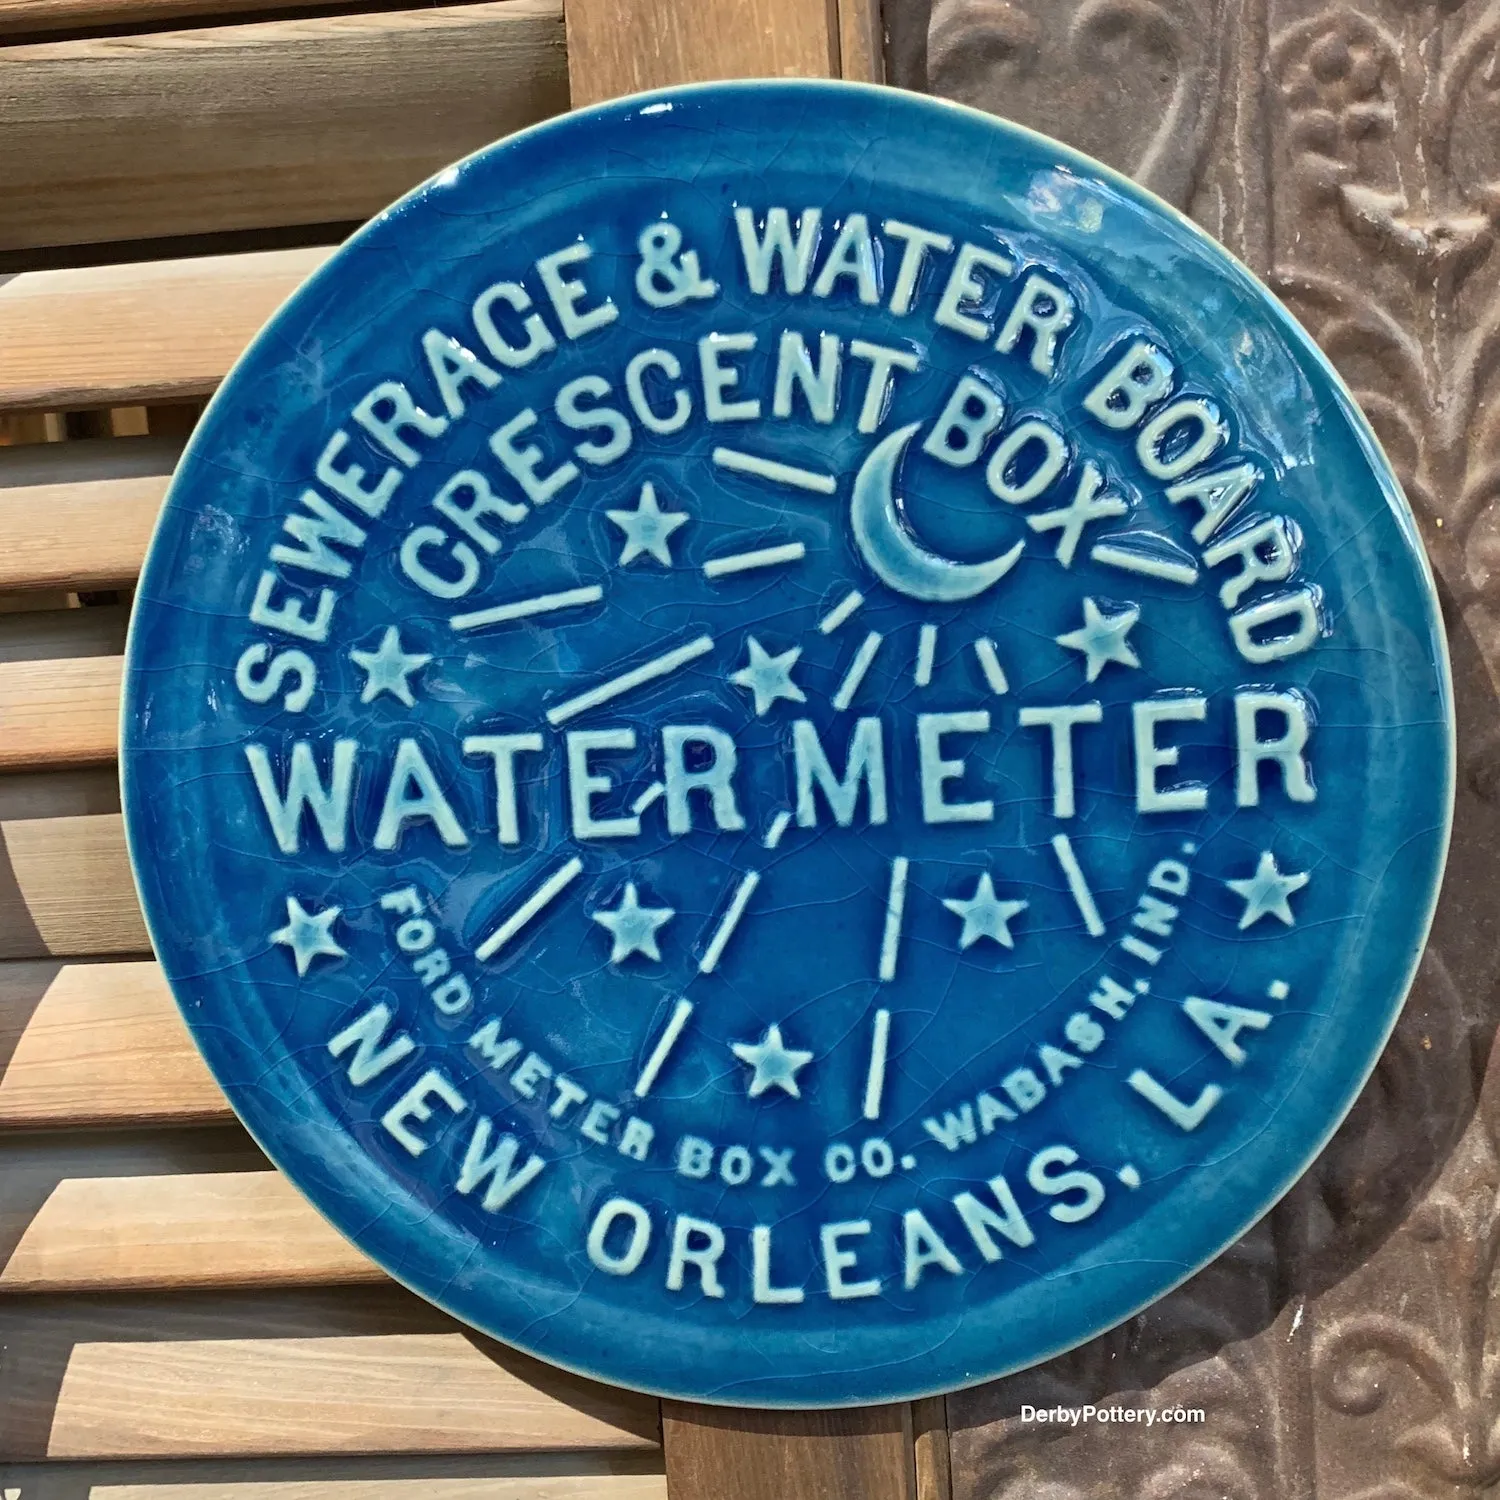 SEWERAGE & WATER BOARD
CRESCENT BOX
WATER METER
FORD METER BOX CO. WABASH, IND.
NEW ORLEANS, LA.
DerbyPottery.com